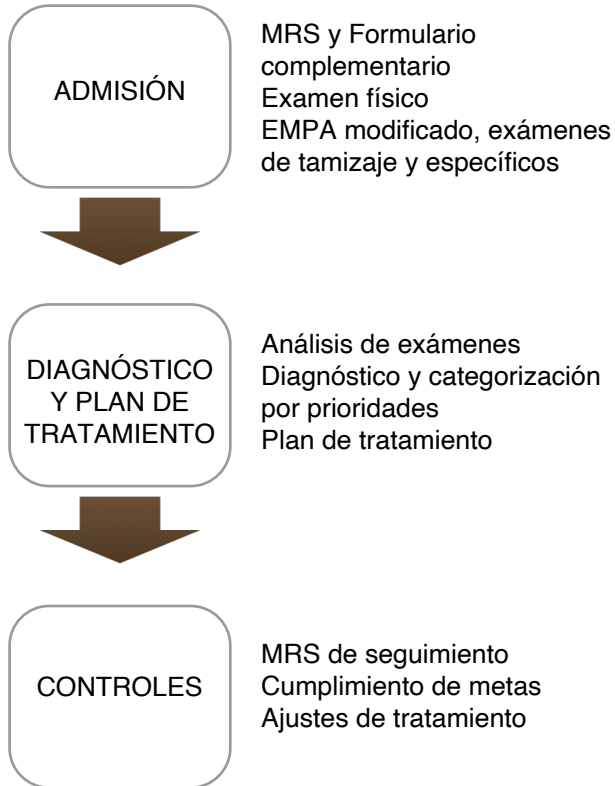 ADMISIÓN
MRS y Formulario
complementario
Examen físico
EMPA modificado, exámenes
de tamizaje y específicos
DIAGNÓSTICO
Y PLAN DE
TRATAMIENTO
Análisis de exámenes
Diagnóstico y categorización
por prioridades
Plan de tratamiento
CONTROLES
MRS de seguimiento
Cumplimiento de metas
Ajustes de tratamiento